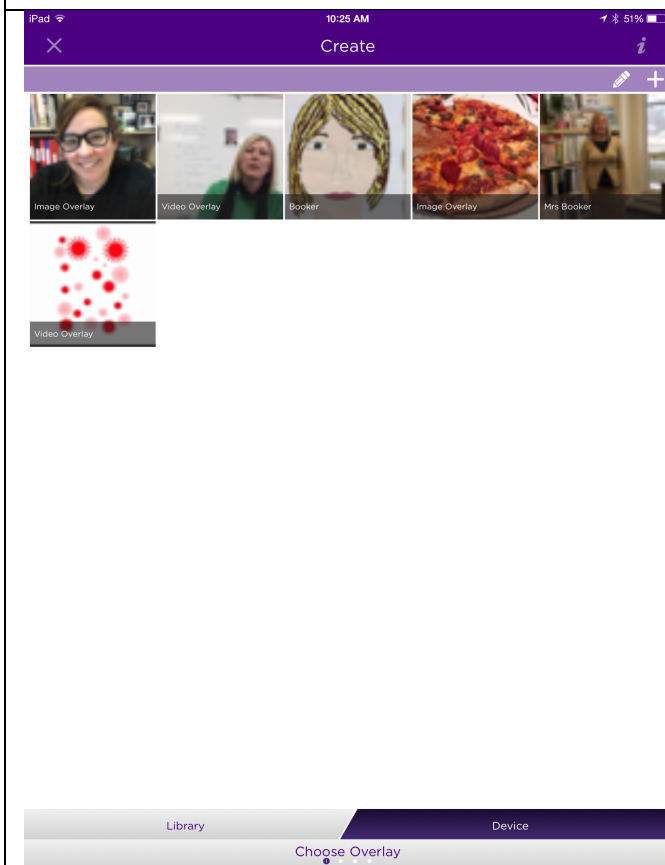 iPad 10:25 AM 51%
Create
i
Image Overlay Video Overlay Booker Image Overlay Mrs Booker
Video Overlay
Library Device
Choose Overlay